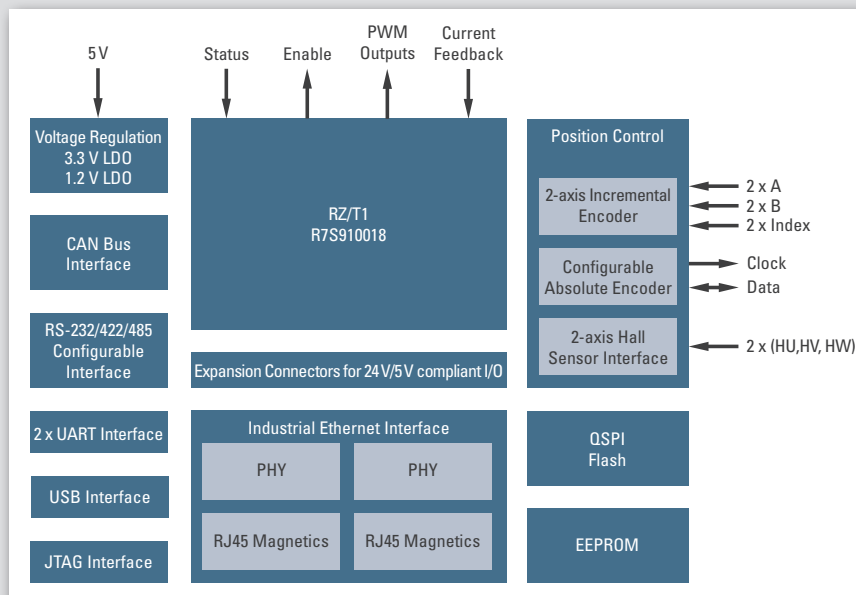 5 V
Status
Enable
PWM
Outputs
Current
Feedback
Voltage Regulation
3.3 V LDO
1.2 V LDO
CAN Bus
Interface
RS-232/422/485
Configurable
Interface
2 x UART Interface
USB Interface
JTAG Interface
RZ/T1
R7S910018
Expansion Connectors for 24 V/5 V compliant I/O
Industrial Ethernet Interface
PHY
PHY
RJ45 Magnetics
RJ45 Magnetics
Position Control
2-axis Incremental
Encoder
Configurable
Absolute Encoder
2-axis Hall
Sensor Interface
2 x A
2 x B
2 x Index
Clock
Data
2 x (HU,HV, HW)
QSPI
Flash
EEPROM